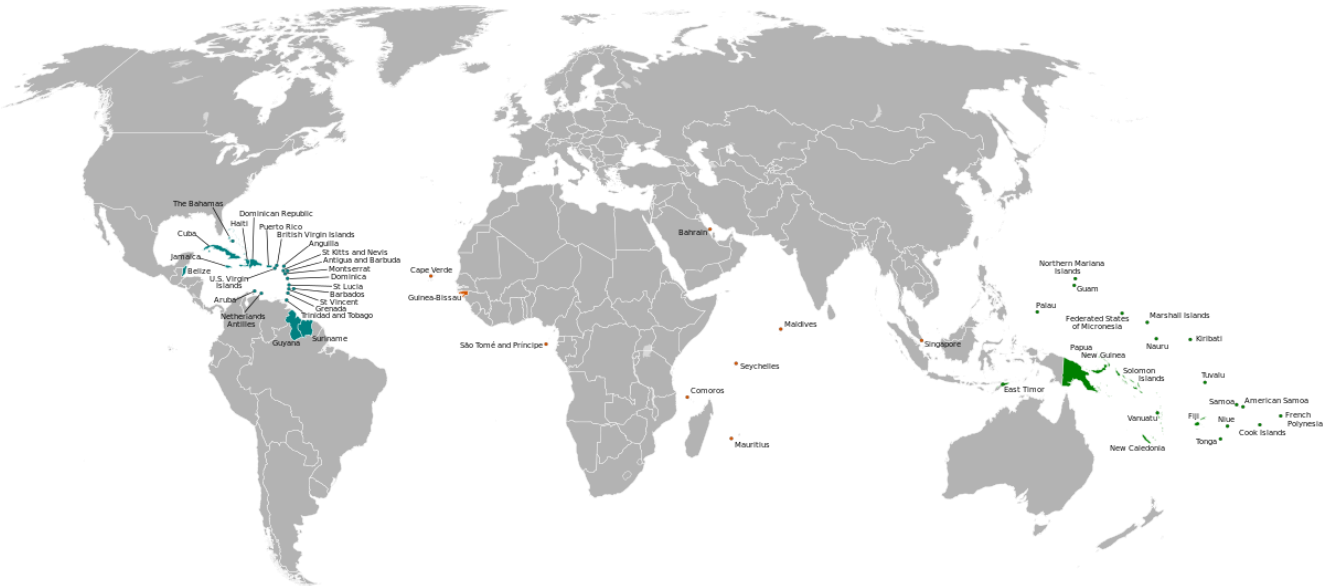 The Bahamas
Dominican Republic
Haiti
Puerto Rico
British Virgin Islands
Cuba
Anguilla
St Kitts and Nevis
Jamaica
Antigua and Barbuda
Montserrat
Belize
Dominica
U.S. Virgin
Islands
St Lucia
Barbados
Aruba
St Vincent
Grenada
Netherlands
Antilles
Trinidad and Tobago
Guyana
Suriname
Cape Verde
Guinea-Bissau
São Tomé and Príncipe
Bahrain
Maldives
Seychelles
Comoros
Mauritius
Singapore
Northern Mariana
Islands
Guam
Palau
Federated States
of Micronesia
Marshall Islands
Nauru
Kiribati
Papua
New Guinea
Solomon
Islands
East Timor
Tuvalu
Samoa
American Samoa
Vanuatu
Fiji
Niue
French
Polynesia
Cook Islands
Tonga
New Caledonia